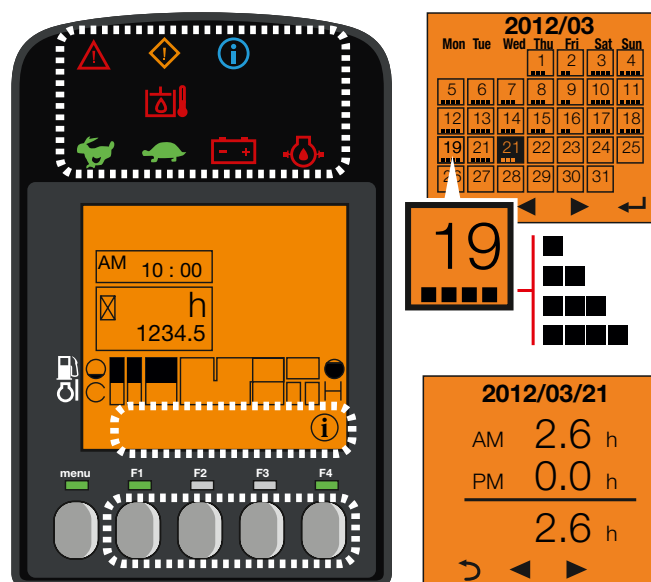 AM 10 : 00
h
1234.5
menu F1 F2 F3 F4
2012/03
Mon Tue Wed Thu Fri Sat Sun
1 2 3 4
5 6 7 8 9 10 11
12 13 14 15 16 17 18
19 21 21 22 23 24 25
26 27 28 29 30 31
19
2012/03/21
AM 2.6 h
PM 0.0 h
2.6 h